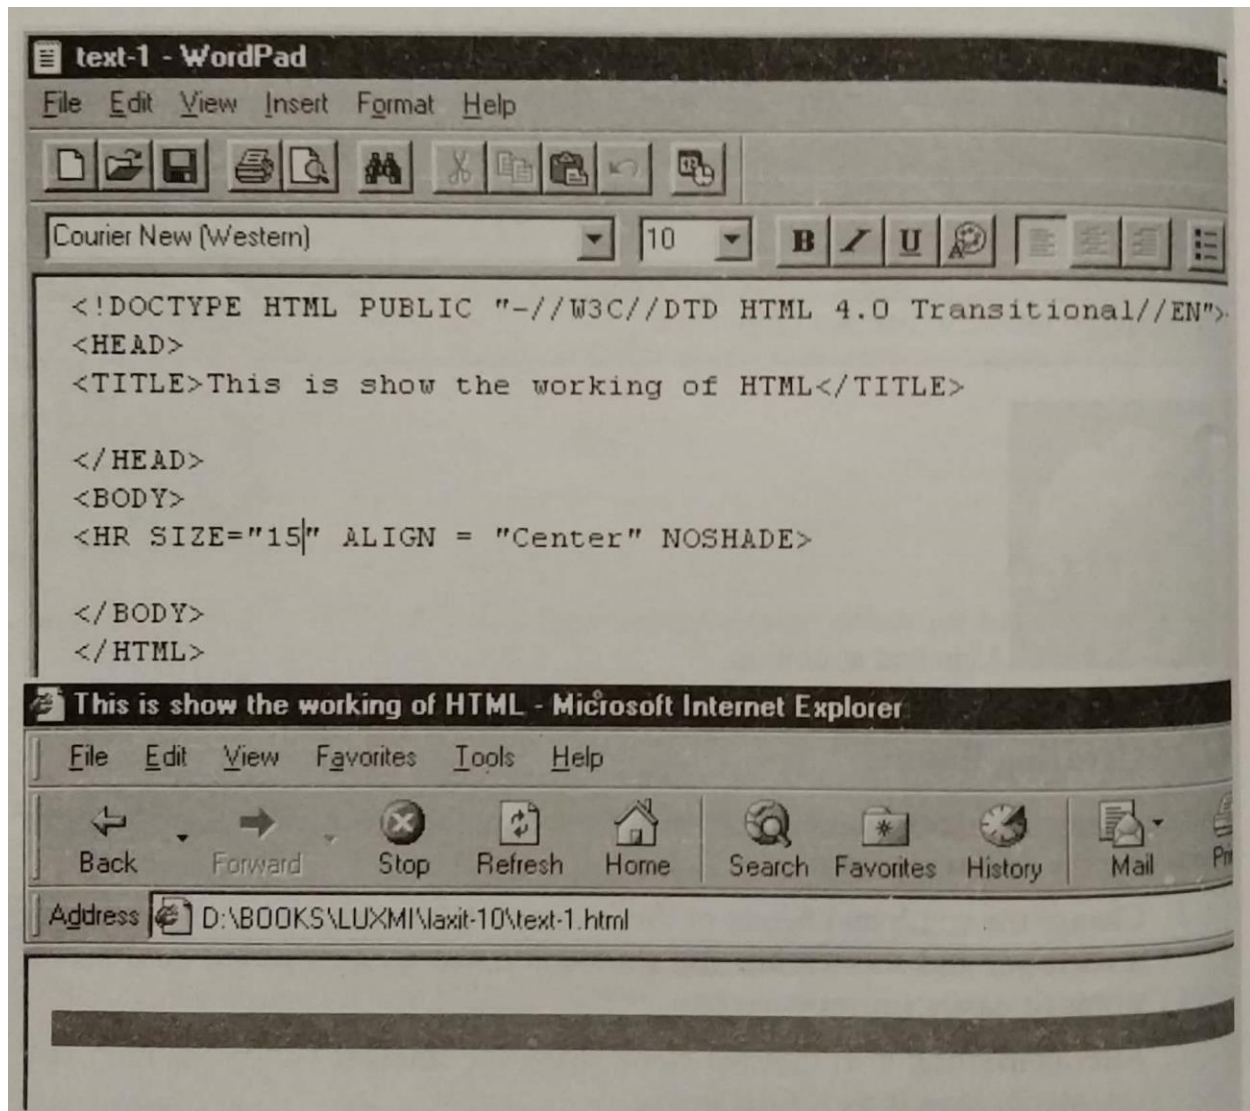 text-1 - WordPad
File Edit View Insert Format Help
Courier New (Western) 10 B I U
<!DOCTYPE HTML PUBLIC "-//W3C//DTD HTML 4.0 Transitional//EN">
<HEAD>
<TITLE>This is show the working of HTML</TITLE>
</HEAD>
<BODY>
<HR SIZE="15" ALIGN = "Center" NOSHADE>
</BODY>
</HTML>
This is show the working of HTML - Microsoft Internet Explorer
File Edit View Favorites Tools Help
Back Forward Stop Refresh Home Search Favorites History Mail
Address D:\BOOKS\LUXMI\laxit-10\text-1.html